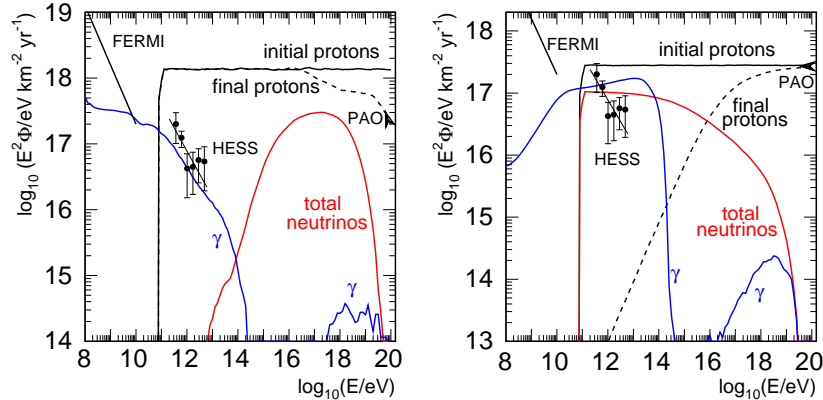 log10(E²Φ/eV km⁻² yr⁻¹)
19
18
17
16
15
14
8
10
12
14
16
18
20
log10(E/eV)
FERMI
initial protons
final protons
PAO
HESS
total
neutrinos
γ
γ
log10(E²Φ/eV km⁻² yr⁻¹)
18
17
16
15
14
13
8
10
12
14
16
18
20
log10(E/eV)
FERMI
initial protons
PAO
final
protons
HESS
total
neutrinos
γ
γ